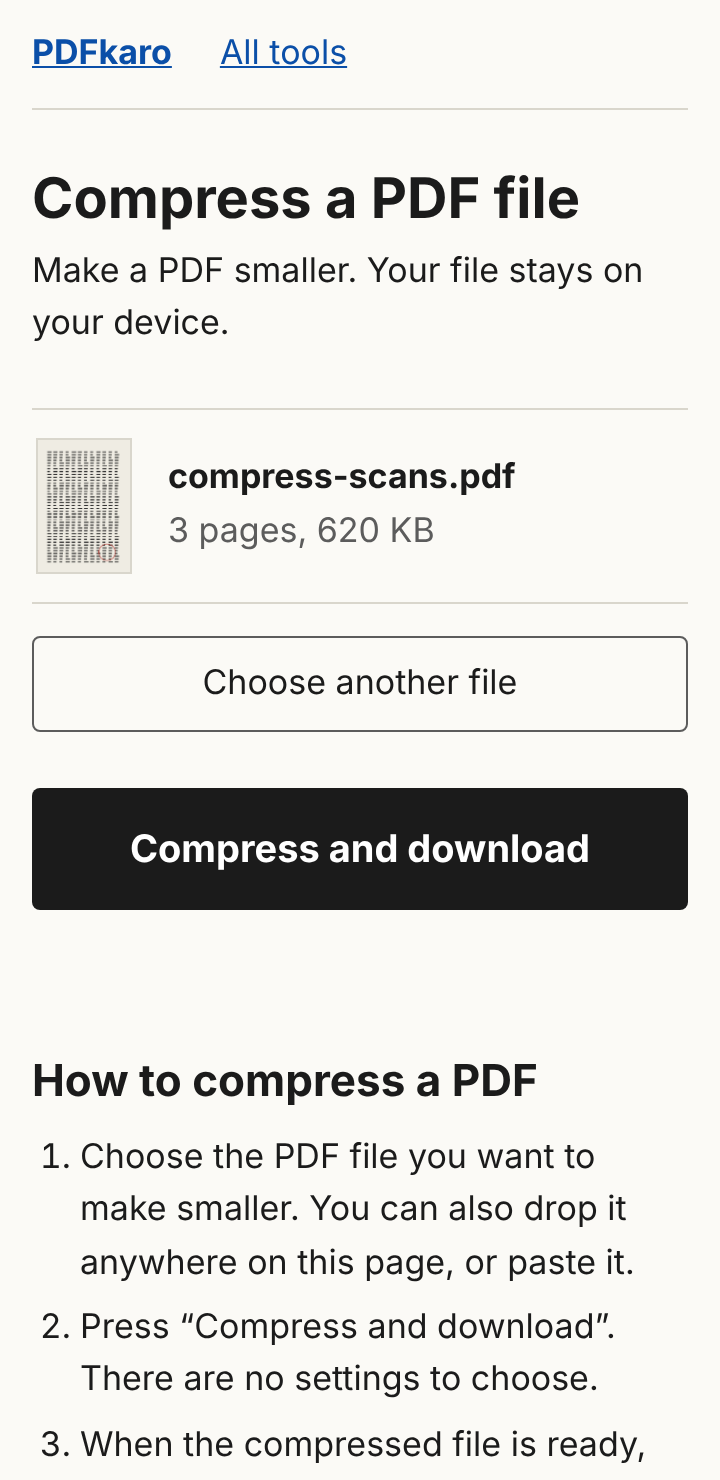 PDFkaro All tools
Compress a PDF file
Make a PDF smaller. Your file stays on
your device.
compress-scans.pdf
3 pages, 620 KB
Choose another file
Compress and download
How to compress a PDF
1. Choose the PDF file you want to
make smaller. You can also drop it
anywhere on this page, or paste it.
2. Press “Compress and download”.
There are no settings to choose.
3. When the compressed file is ready,